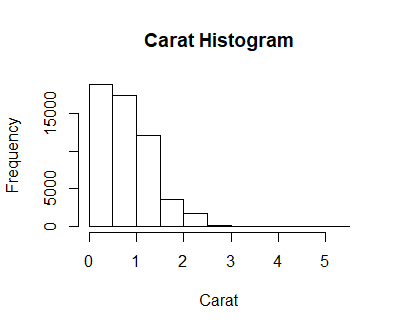 Carat Histogram
Frequency
15000
5000
0
0 1 2 3 4 5
Carat